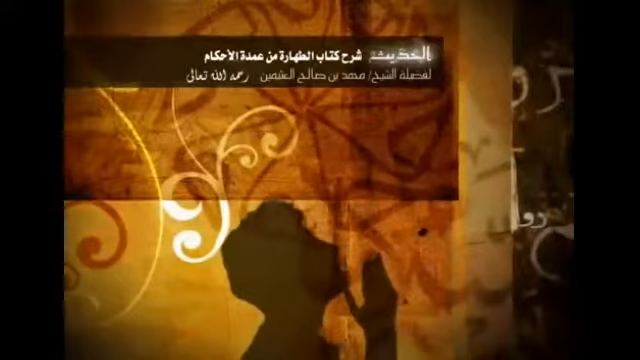 الحديث شرح كتاب الطهارة من عمدة الأحكام
لفضيلة الشيخ/ محمد بن صالح العثيمين رحمه الله تعالى